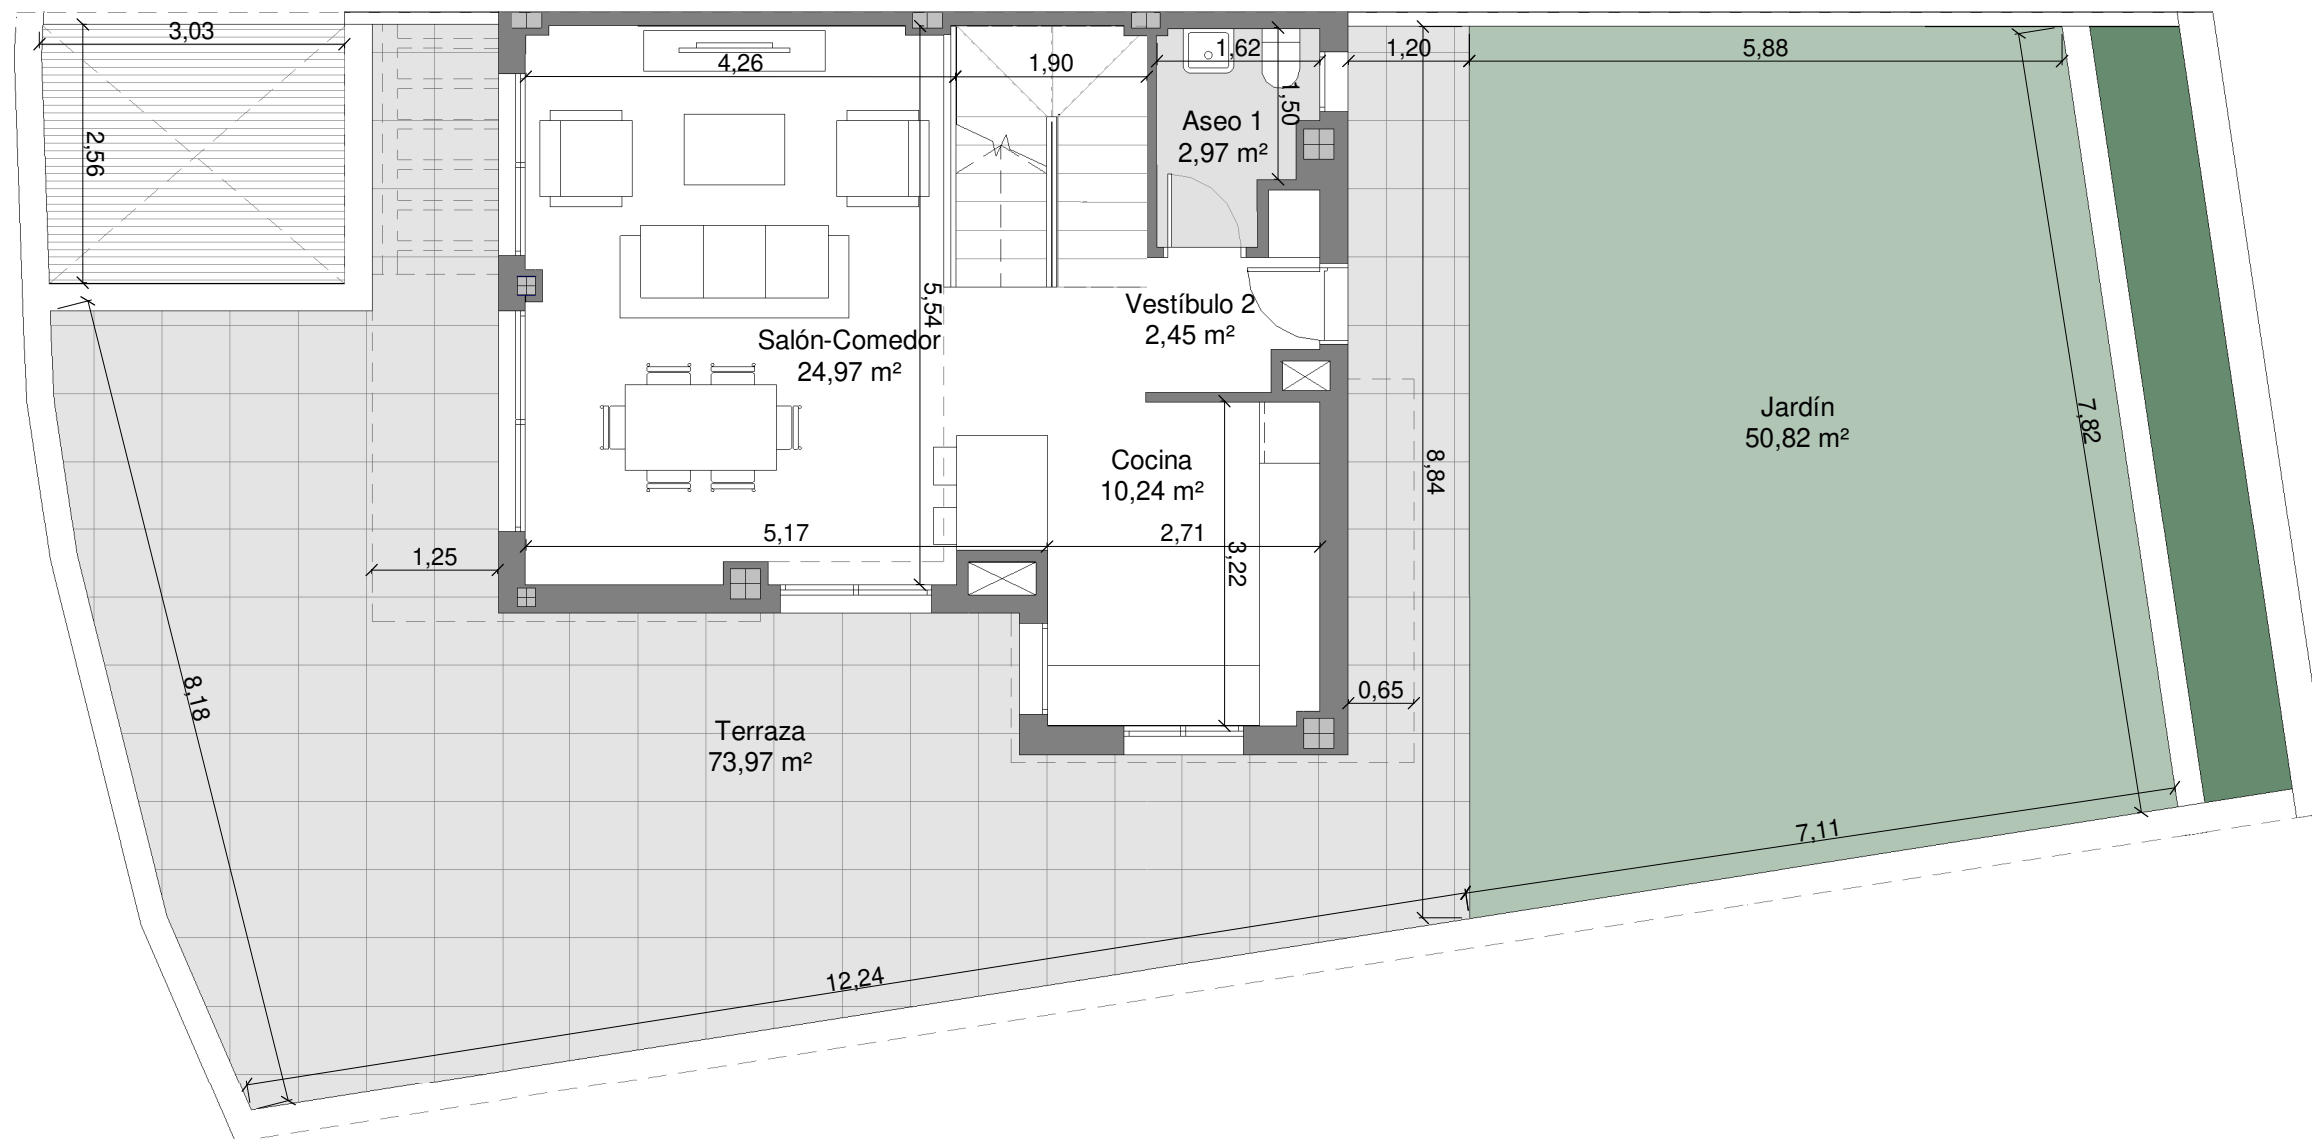 3,03
4,26
1,90
1,62
1,20
5,88
2,56
1,50
Aseo 1
2,97 m²
5,54
Vestíbulo 2
2,45 m²
Salón-Comedor
24,97 m²
Jardín
50,82 m²
7,82
8,84
Cocina
10,24 m²
5,17
2,71
3,22
1,25
8,18
0,65
Terraza
73,97 m²
7,11
12,24